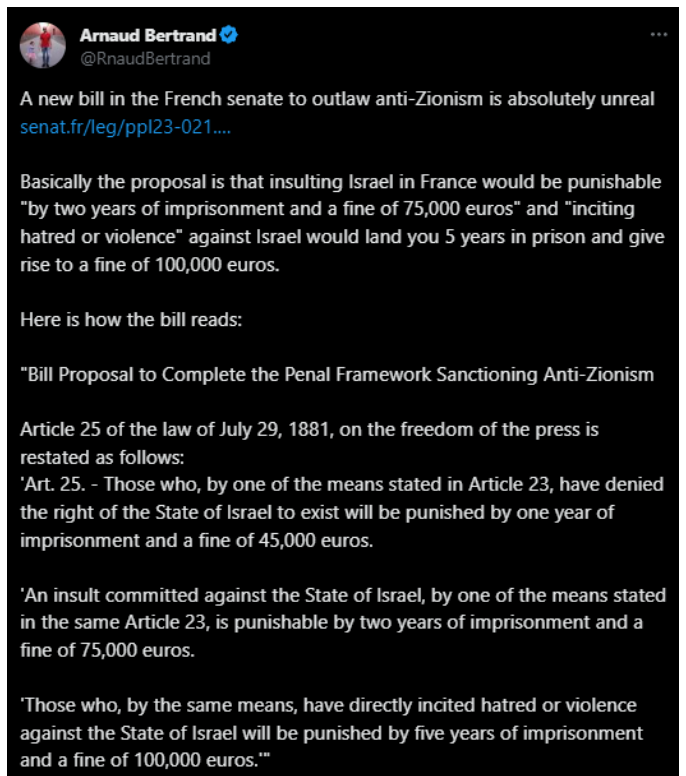 Arnaud Bertrand
@RnaudBertrand
A new bill in the French senate to outlaw anti-Zionism is absolutely unreal
senat.fr/leg/ppl23-021....
Basically the proposal is that insulting Israel in France would be punishable
"by two years of imprisonment and a fine of 75,000 euros" and "inciting
hatred or violence" against Israel would land you 5 years in prison and give
rise to a fine of 100,000 euros.
Here is how the bill reads:
"Bill Proposal to Complete the Penal Framework Sanctioning Anti-Zionism
Article 25 of the law of July 29, 1881, on the freedom of the press is
restated as follows:
'Art. 25. - Those who, by one of the means stated in Article 23, have denied
the right of the State of Israel to exist will be punished by one year of
imprisonment and a fine of 45,000 euros.
'An insult committed against the State of Israel, by one of the means stated
in the same Article 23, is punishable by two years of imprisonment and a
fine of 75,000 euros.
'Those who, by the same means, have directly incited hatred or violence
against the State of Israel will be punished by five years of imprisonment
and a fine of 100,000 euros.'"